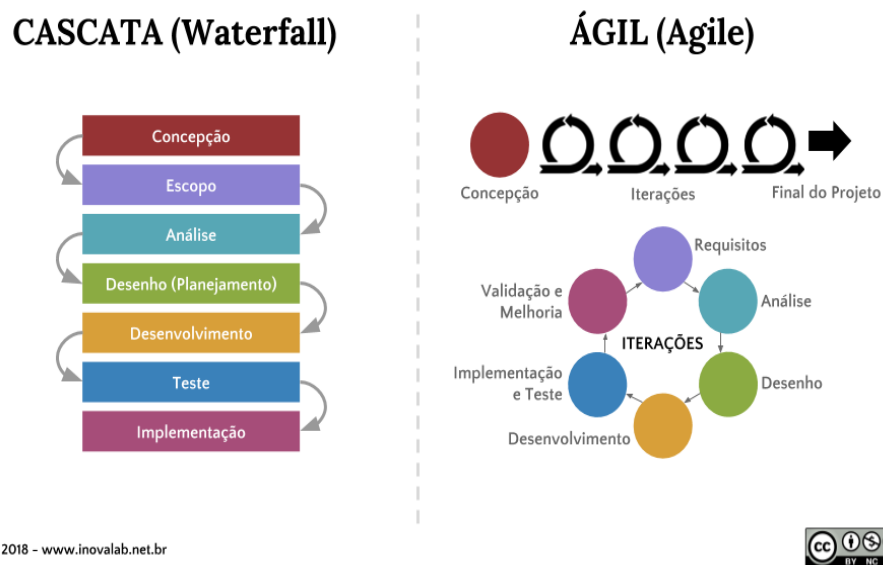 CASCATA (Waterfall)
Concepção
Escopo
Análise
Desenho (Planejamento)
Desenvolvimento
Teste
Implementação
ÁGIL (Agile)
Concepção
Iterações
Final do Projeto
Requisitos
Análise
Desenho
Desenvolvimento
Implementação
e Teste
Validação e
Melhoria
ITERAÇÕES
2018 - www.inovalab.net.br
cc
BY NC